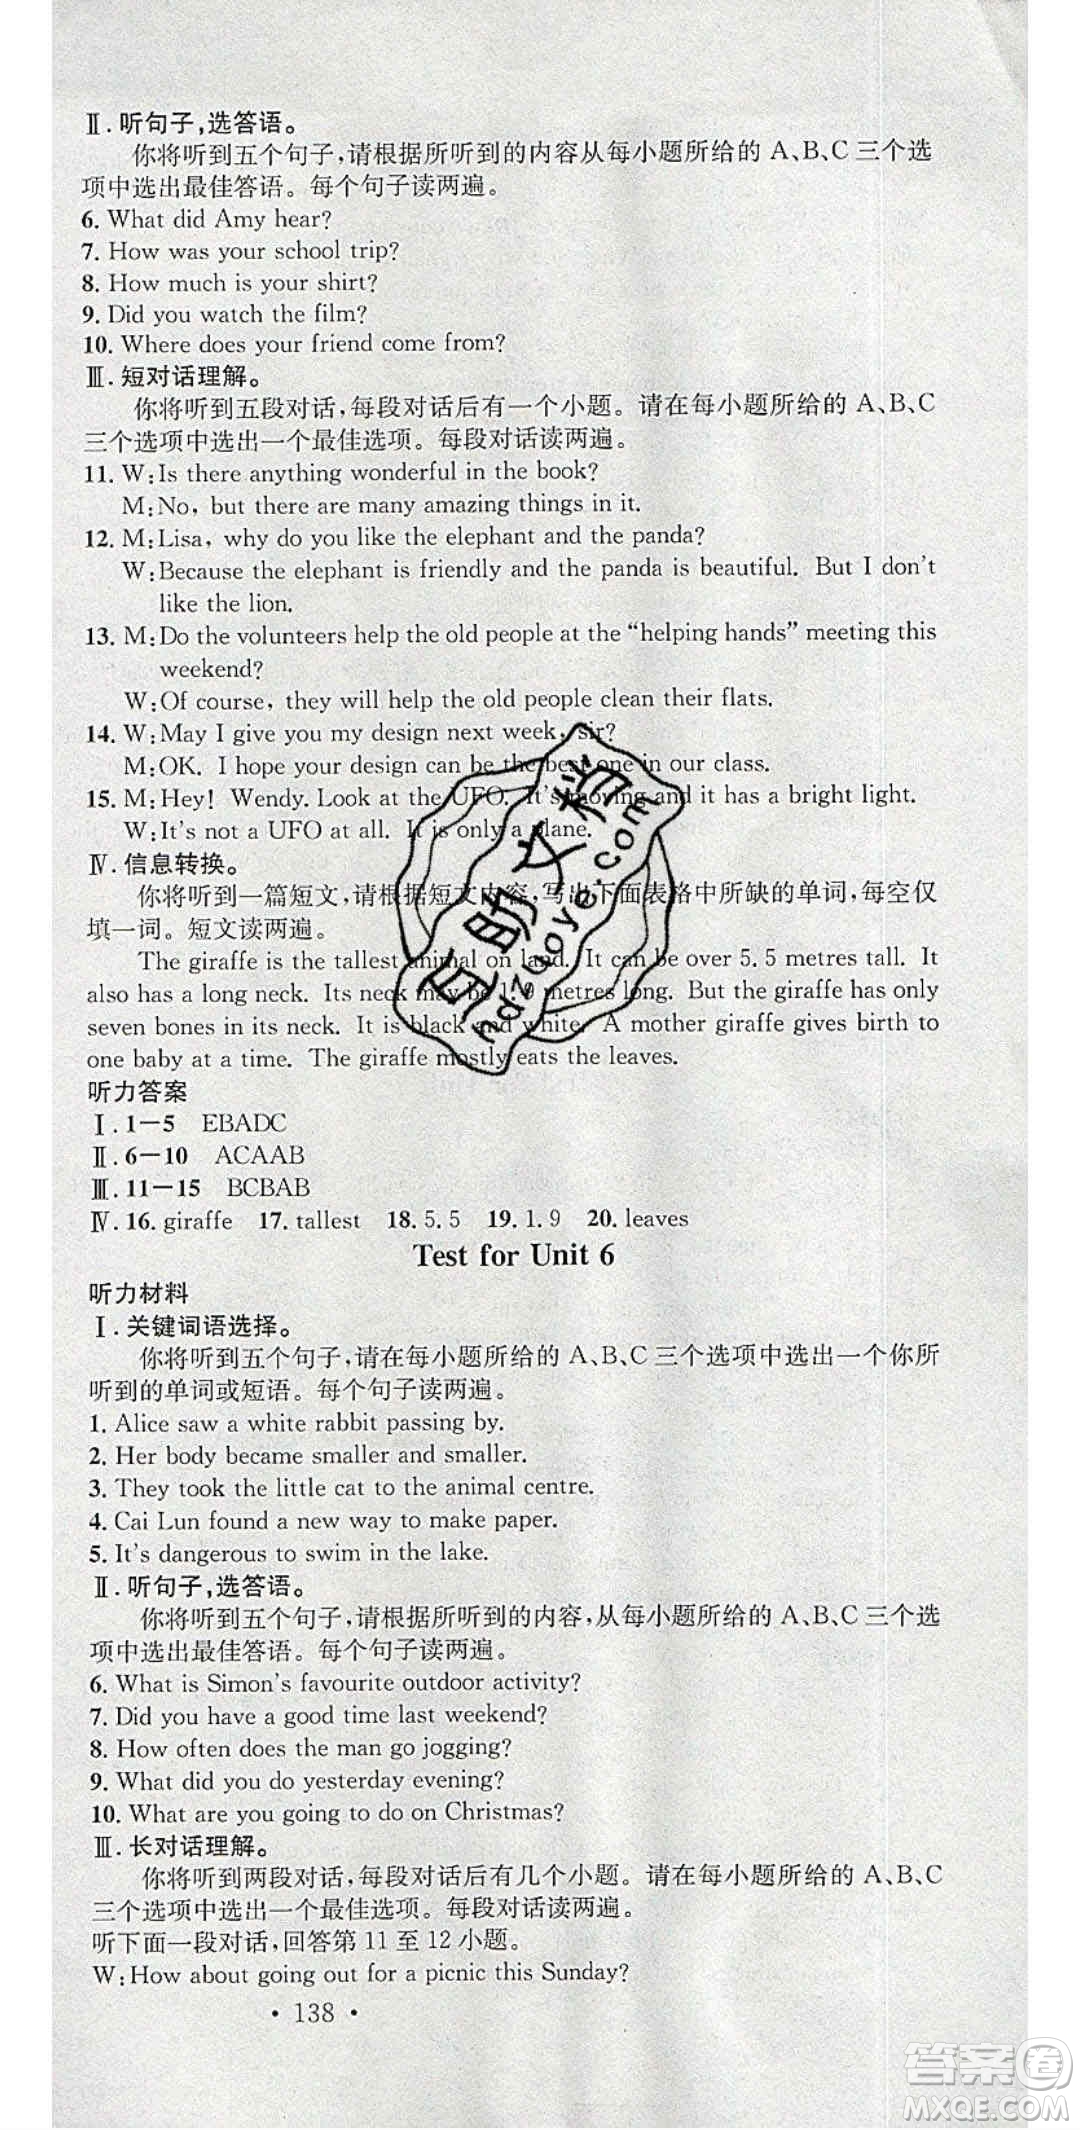 Ⅱ. 听句子,选答语。
你将听到五个句子,请根据所听到的内容从每小题所给的 A、B、C 三个选
项中选出最佳答语。每个句子读两遍。
6. What did Amy hear?
7. How was your school trip?
8. How much is your shirt?
9. Did you watch the film?
10. Where does your friend come from?
Ⅲ. 短对话理解。
你将听到五段对话,每段对话后有一个小题。请在每小题所给的 A、B、C
三个选项中选出一个最佳选项。每段对话读两遍。
11. W:Is there anything wonderful in the book?
M:No, but there are many amazing things in it.
12. M:Lisa, why do you like the elephant and the panda?
W:Because the elephant is friendly and the panda is beautiful. But I don't
like the lion.
13. M:Do the volunteers help the old people at the “helping hands” meeting this
weekend?
W:Of course, they will help the old people clean their flats.
14. W:May I give you my design next week, sir?
M:OK. I hope your design can be the best one in our class.
15. M:Hey! Wendy. Look at the UFO. It's moving and it has a bright light.
W:It's not a UFO at all. It is only a plane.
Ⅳ. 信息转换。
你将听到一篇短文,请根据短文内容,写出下面表格中所缺的单词,每空仅
填一词。短文读两遍。
The giraffe is the tallest animal on land. It can be over 5.5 metres tall. It
also has a long neck. Its neck may be 1.9 metres long. But the giraffe has only
seven bones in its neck. It is black and white. A mother giraffe gives birth to
one baby at a time. The giraffe mostly eats the leaves.
听力答案
Ⅰ. 1—5 EBADC
Ⅱ. 6—10 ACAAB
Ⅲ. 11—15 BCBAB
Ⅳ. 16. giraffe 17. tallest 18. 5.5 19. 1.9 20. leaves
Test for Unit 6
听力材料
Ⅰ. 关键词语选择。
你将听到五个句子,请在每小题所给的 A、B、C 三个选项中选出一个你所
听到的单词或短语。每个句子读两遍。
1. Alice saw a white rabbit passing by.
2. Her body became smaller and smaller.
3. They took the little cat to the animal centre.
4. Cai Lun found a new way to make paper.
5. It's dangerous to swim in the lake.
Ⅱ. 听句子,选答语。
你将听到五个句子,请根据所听到的内容,从每小题所给的 A、B、C 三个选
项中选出最佳答语。每个句子读两遍。
6. What is Simon's favourite outdoor activity?
7. Did you have a good time last weekend?
8. How often does the man go jogging?
9. What did you do yesterday evening?
10. What are you going to do on Christmas?
Ⅲ. 长对话理解。
你将听到两段对话,每段对话后有几个小题。请在每小题所给的 A、B、C
三个选项中选出一个最佳选项。每段对话读两遍。
听下面一段对话,回答第 11 至 12 小题。
W:How about going out for a picnic this Sunday?
· 138 ·
答案圈
MXQE.COM